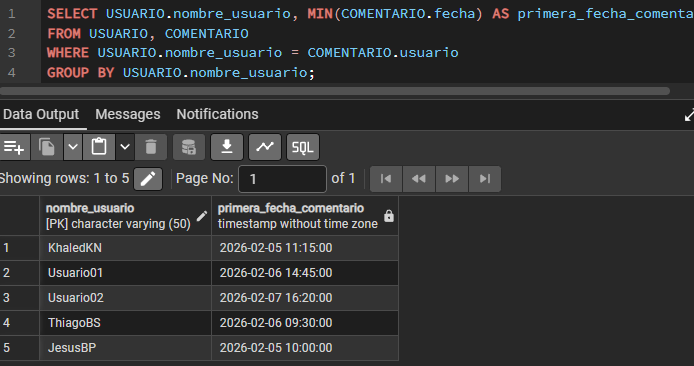 1 SELECT USUARIO.nombre_usuario, MIN(COMENTARIO.fecha) AS primera_fecha_comenta
2 FROM USUARIO, COMENTARIO
3 WHERE USUARIO.nombre_usuario = COMENTARIO.usuario
4 GROUP BY USUARIO.nombre_usuario;
Data Output Messages Notifications
SQL
Showing rows: 1 to 5 Page No: 1 of 1
nombre_usuario primera_fecha_comentario
[PK] character varying (50) timestamp without time zone
1 KhaledKN 2026-02-05 11:15:00
2 Usuario01 2026-02-06 14:45:00
3 Usuario02 2026-02-07 16:20:00
4 ThiagoBS 2026-02-06 09:30:00
5 JesusBP 2026-02-05 10:00:00